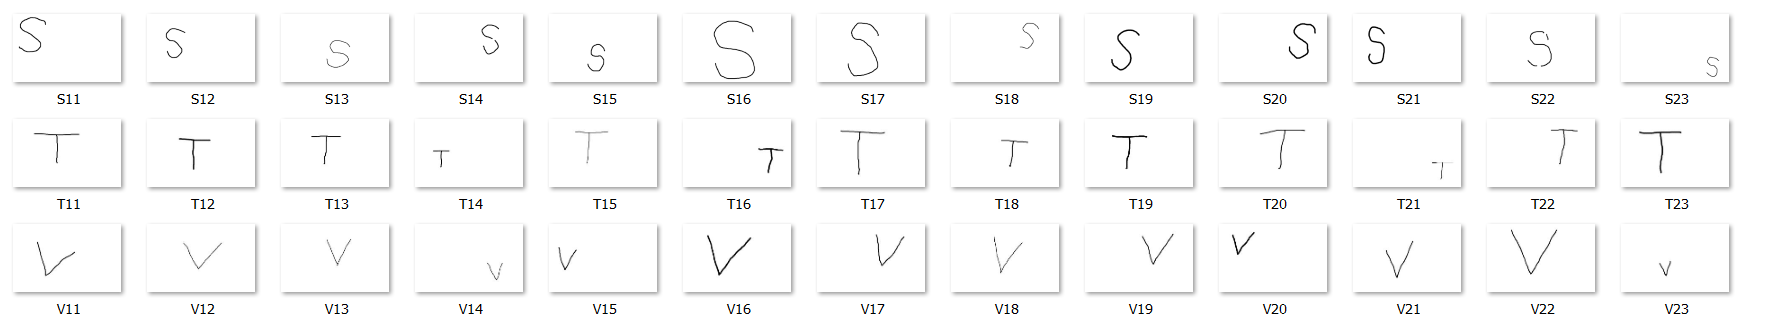 S S S S S S S S S S S S S
S11 S12 S13 S14 S15 S16 S17 S18 S19 S20 S21 S22 S23
T T T T T T T T T T T T T
T11 T12 T13 T14 T15 T16 T17 T18 T19 T20 T21 T22 T23
V V V V V V V V V V V V V
V11 V12 V13 V14 V15 V16 V17 V18 V19 V20 V21 V22 V23